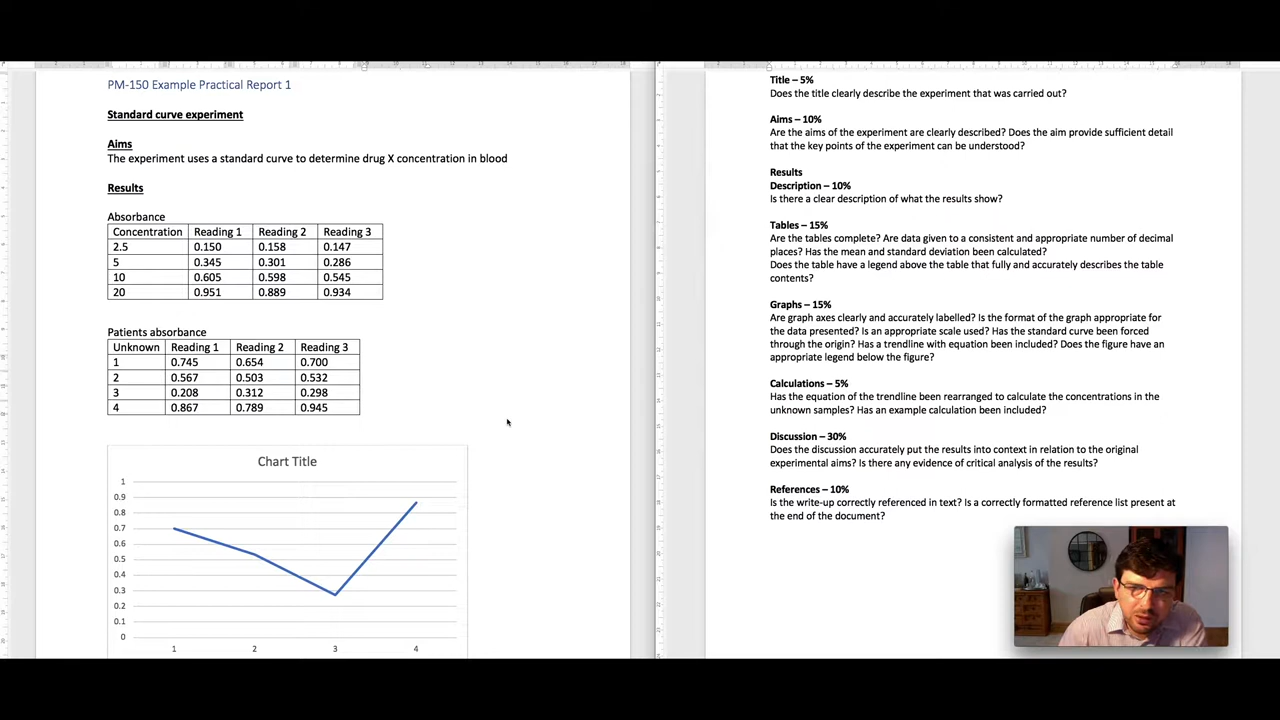 PM-150 Example Practical Report 1
Standard curve experiment
Aims
The experiment uses a standard curve to determine drug X concentration in blood
Results
Absorbance
Concentration Reading 1 Reading 2 Reading 3
2.5 0.150 0.158 0.147
5 0.345 0.301 0.286
10 0.605 0.598 0.545
20 0.951 0.889 0.934
Patients absorbance
Unknown Reading 1 Reading 2 Reading 3
1 0.745 0.654 0.700
2 0.567 0.503 0.532
3 0.208 0.312 0.298
4 0.867 0.789 0.945
Chart Title
1
0.9
0.8
0.7
0.6
0.5
0.4
0.3
0.2
0.1
0
1 2 3 4
Title – 5%
Does the title clearly describe the experiment that was carried out?
Aims – 10%
Are the aims of the experiment are clearly described? Does the aim provide sufficient detail
that the key points of the experiment can be understood?
Results
Description – 10%
Is there a clear description of what the results show?
Tables – 15%
Are the tables complete? Are data given to a consistent and appropriate number of decimal
places? Has the mean and standard deviation been calculated?
Does the table have a legend above the table that fully and accurately describes the table
contents?
Graphs – 15%
Are graph axes clearly and accurately labelled? Is the format of the graph appropriate for
the data presented? Is an appropriate scale used? Has the standard curve been forced
through the origin? Has a trendline with equation been included? Does the figure have an
appropriate legend below the figure?
Calculations – 5%
Has the equation of the trendline been rearranged to calculate the concentrations in the
unknown samples? Has an example calculation been included?
Discussion – 30%
Does the discussion accurately put the results into context in relation to the original
experimental aims? Is there any evidence of critical analysis of the results?
References – 10%
Is the write-up correctly referenced in text? Is a correctly formatted reference list present at
the end of the document?